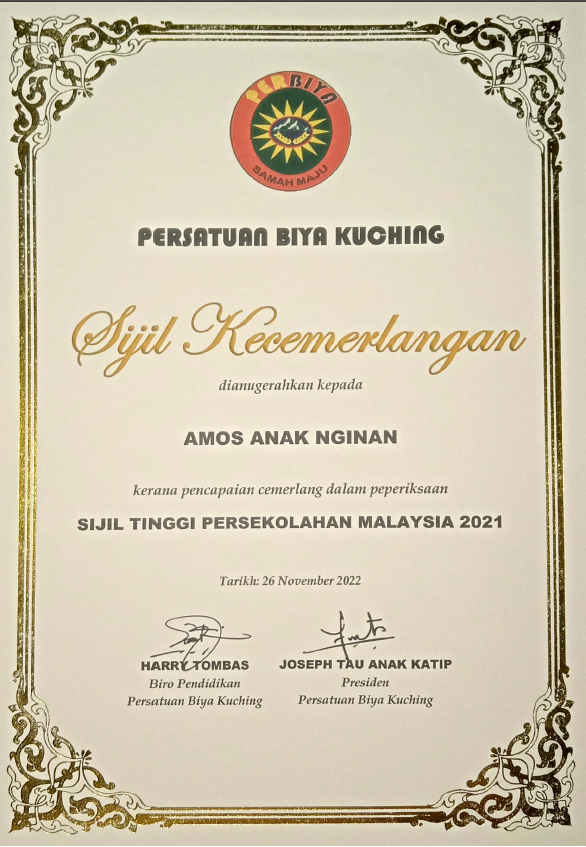 PERBIYA
SAMAH MAJU
PERSATUAN BIYA KUCHING
Sijil Kecemerlangan
dianugerahkan kepada
AMOS ANAK NGINAN
kerana pencapaian cemerlang dalam peperiksaan
SIJIL TINGGI PERSEKOLAHAN MALAYSIA 2021
Tarikh: 26 November 2022
HARRY TOMBAS JOSEPH TAU ANAK KATIP
Biro Pendidikan Presiden
Persatuan Biya Kuching Persatuan Biya Kuching